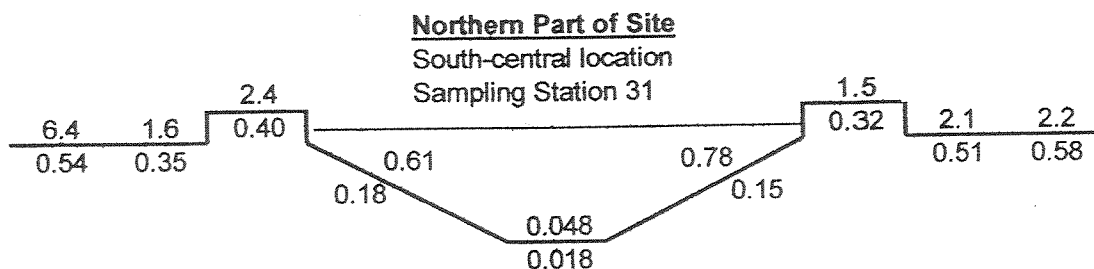 Northern Part of Site
South-central location
Sampling Station 31
2.4
1.5
6.4 1.6 0.40 0.32 2.1 2.2
0.54 0.35 0.51 0.58
0.61 0.78
0.18 0.15
0.048
0.018